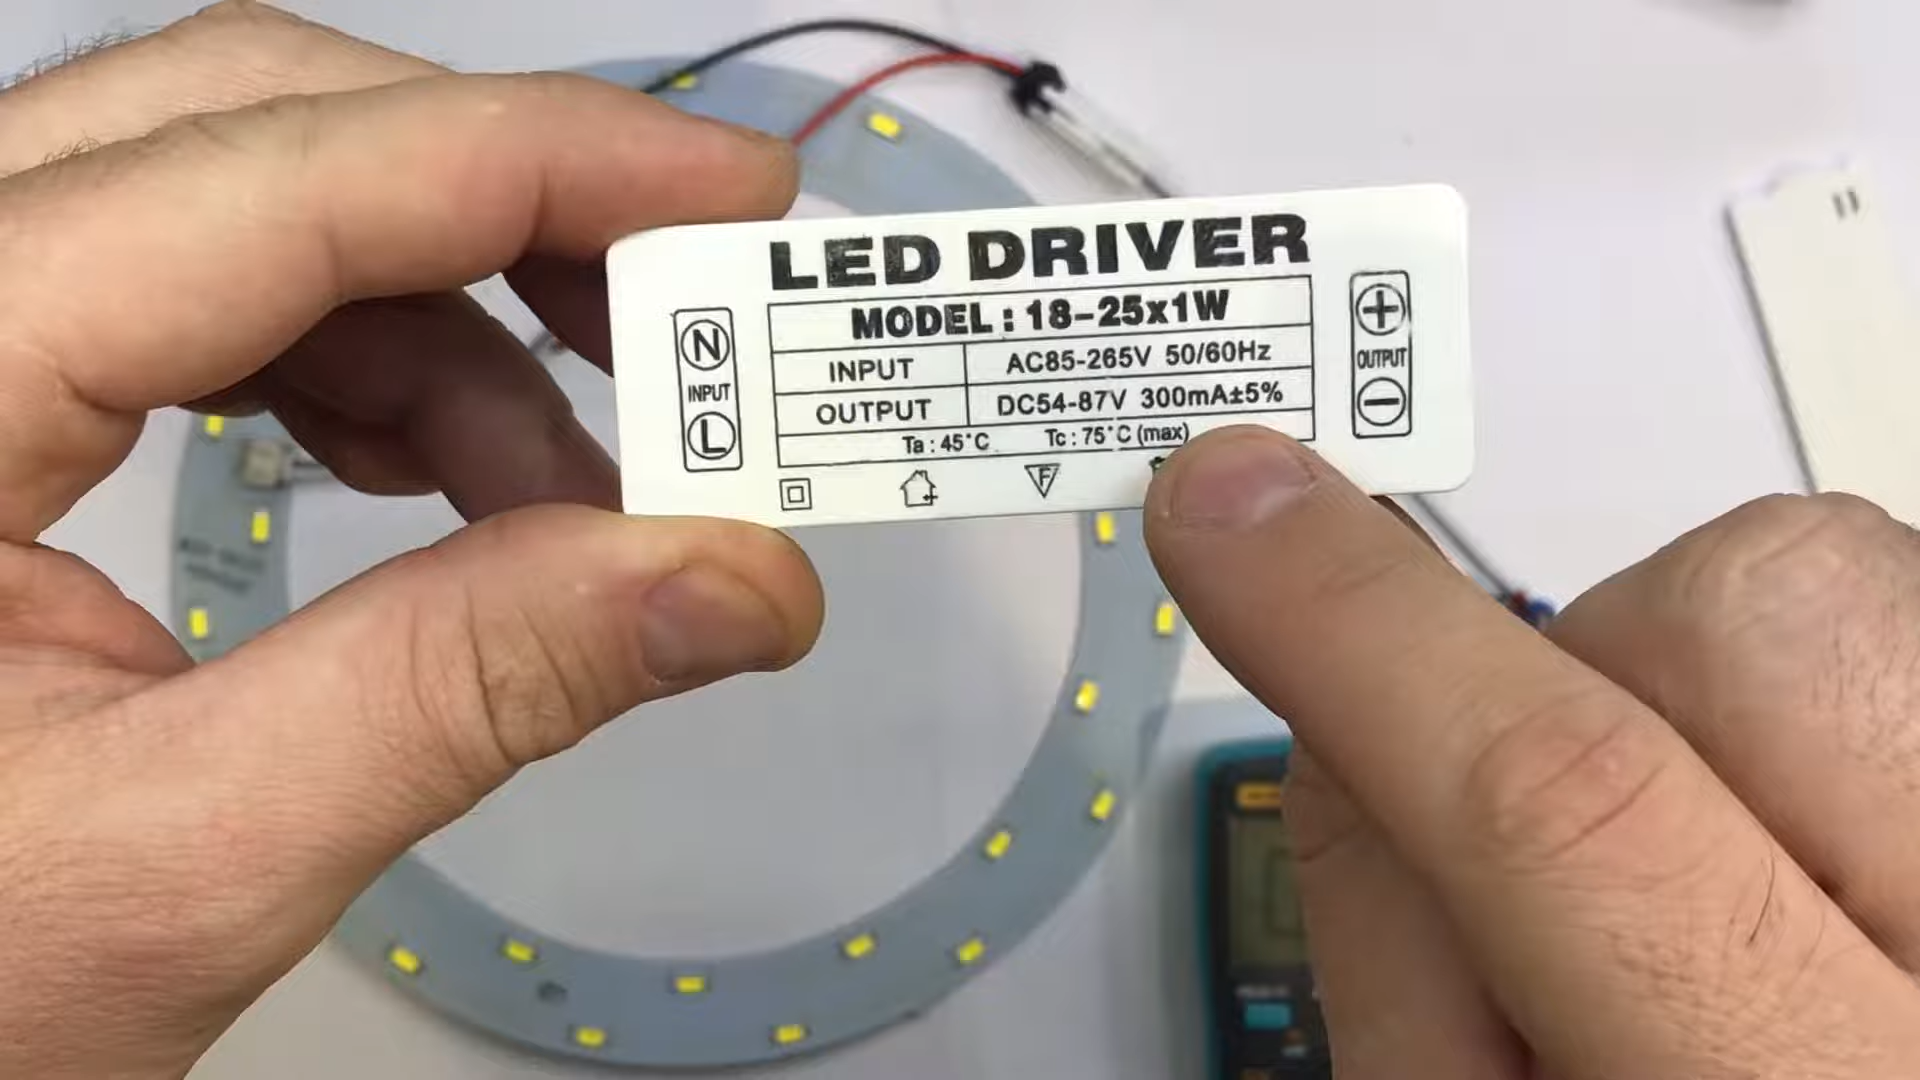 LED DRIVER
MODEL : 18-25x1W
N
INPUT
L
INPUT AC85-265V 50/60Hz
OUTPUT DC54-87V 300mA±5%
Ta : 45°C Tc : 75°C (max)
F
+
OUTPUT
−